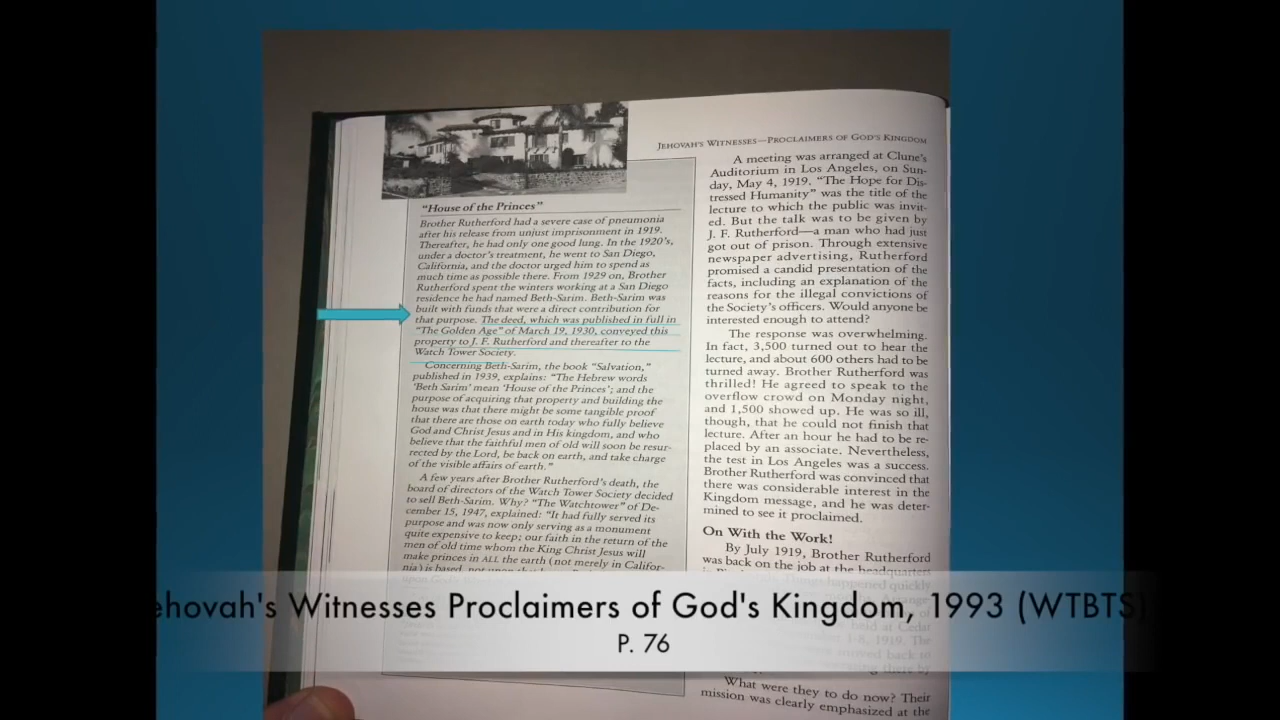 JEHOVAH'S WITNESSES—PROCLAIMERS OF GOD'S KINGDOM
"House of the Princes"
Brother Rutherford had a severe case of pneumonia
after his release from unjust imprisonment in 1919.
Thereafter, he had only one good lung. In the 1920's,
under a doctor's treatment, he went to San Diego,
California, and the doctor urged him to spend as
much time as possible there. From 1929 on, Brother
Rutherford spent the winters working at a San Diego
residence he had named Beth-Sarim. Beth-Sarim was
built with funds that were a direct contribution for
that purpose. The deed, which was published in full in
"The Golden Age" of March 19, 1930, conveyed this
property to J. F. Rutherford and thereafter to the
Watch Tower Society.
Concerning Beth-Sarim, the book "Salvation,"
published in 1939, explains: "The Hebrew words
'Beth Sarim' mean 'House of the Princes'; and the
purpose of acquiring that property and building the
house was that there might be some tangible proof
that there are those on earth today who fully believe
God and Christ Jesus and in His kingdom, and who
believe that the faithful men of old will soon be resur-
rected by the Lord, be back on earth, and take charge
of the visible affairs of earth."
A few years after Brother Rutherford's death, the
board of directors of the Watch Tower Society decided
to sell Beth-Sarim. Why? "The Watchtower" of De-
cember 15, 1947, explained: "It had fully served its
purpose and was now only serving as a monument
quite expensive to keep; our faith in the return of the
men of old time whom the King Christ Jesus will
make princes in ALL the earth (not merely in Califor-
nia) is based, not upon that
A meeting was arranged at Clune's
Auditorium in Los Angeles, on Sun-
day, May 4, 1919. "The Hope for Dis-
tressed Humanity" was the title of the
lecture to which the public was invit-
ed. But the talk was to be given by
J. F. Rutherford—a man who had just
got out of prison. Through extensive
newspaper advertising, Rutherford
promised a candid presentation of the
facts, including an explanation of the
reasons for the illegal convictions of
the Society's officers. Would anyone be
interested enough to attend?
The response was overwhelming.
In fact, 3,500 turned out to hear the
lecture, and about 600 others had to be
turned away. Brother Rutherford was
thrilled! He agreed to speak to the
overflow crowd on Monday night,
and 1,500 showed up. He was so ill,
though, that he could not finish that
lecture. After an hour he had to be re-
placed by an associate. Nevertheless,
the test in Los Angeles was a success.
Brother Rutherford was convinced that
there was considerable interest in the
Kingdom message, and he was deter-
mined to see it proclaimed.
On With the Work!
By July 1919, Brother Rutherford
was back on the job at the headquarters
happened quickly
What were they to do now? Their
mission was clearly emphasized at the
ehovah's Witnesses Proclaimers of God's Kingdom, 1993 (WTBTS)
P. 76